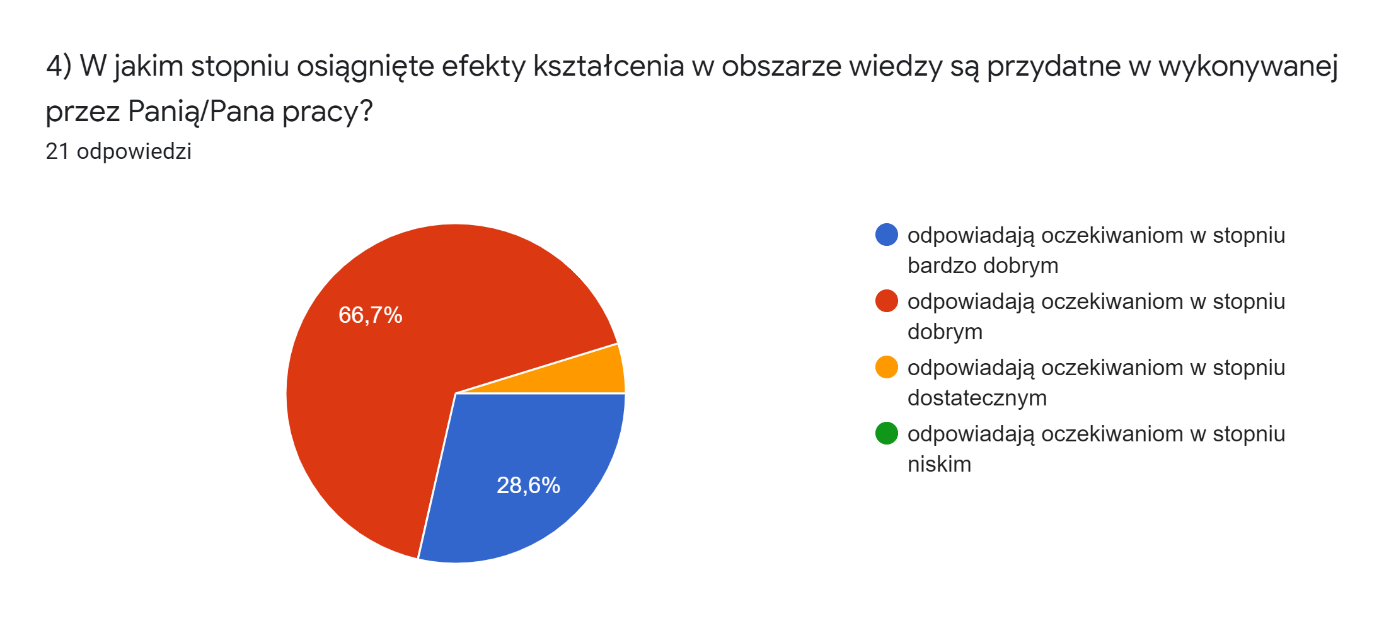 4) W jakim stopniu osiągnięte efekty kształcenia w obszarze wiedzy są przydatne w wykonywanej
przez Panią/Pana pracy?
21 odpowiedzi
66,7%
28,6%
odpowiadają oczekiwaniom w stopniu
bardzo dobrym
odpowiadają oczekiwaniom w stopniu
dobrym
odpowiadają oczekiwaniom w stopniu
dostatecznym
odpowiadają oczekiwaniom w stopniu
niskim